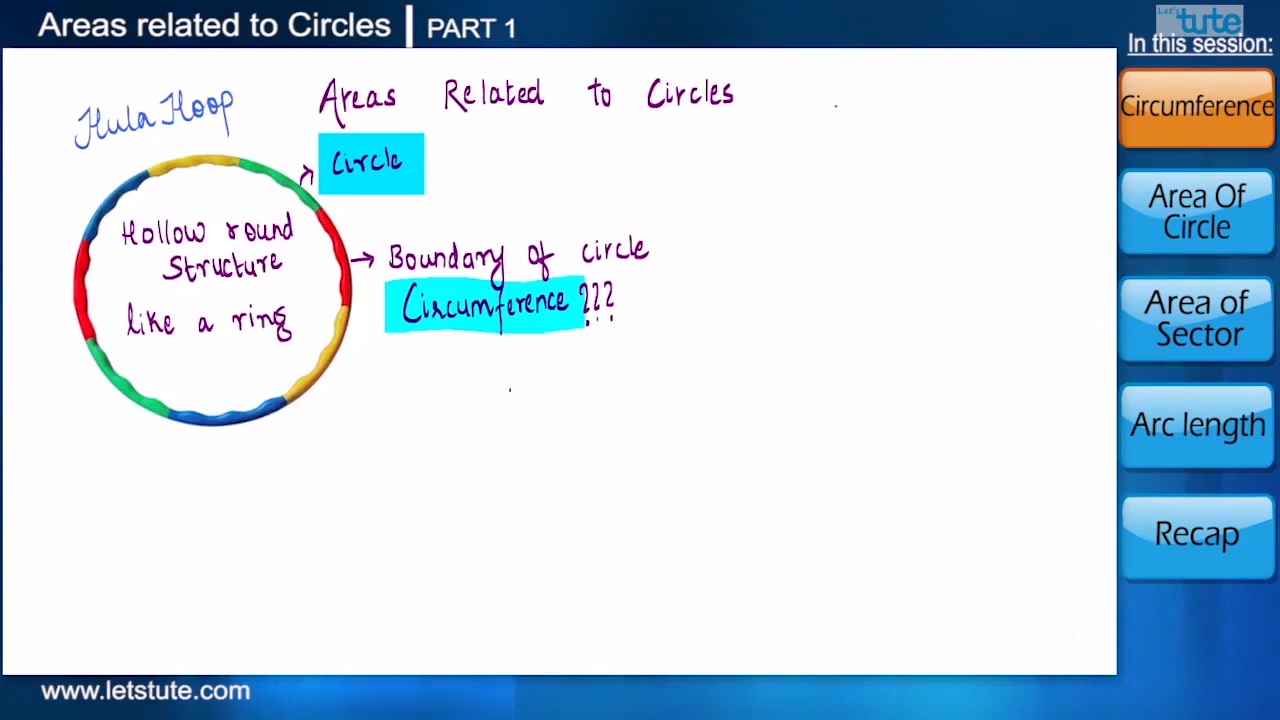 Areas related to Circles | PART 1
Let's tute
In this session:
Hula Hoop
Areas Related to Circles
Circle
Hollow round
Structure
like a ring
Boundary of circle
Circumference ???
Circumference
Area Of
Circle
Area of
Sector
Arc length
Recap
www.letstute.com